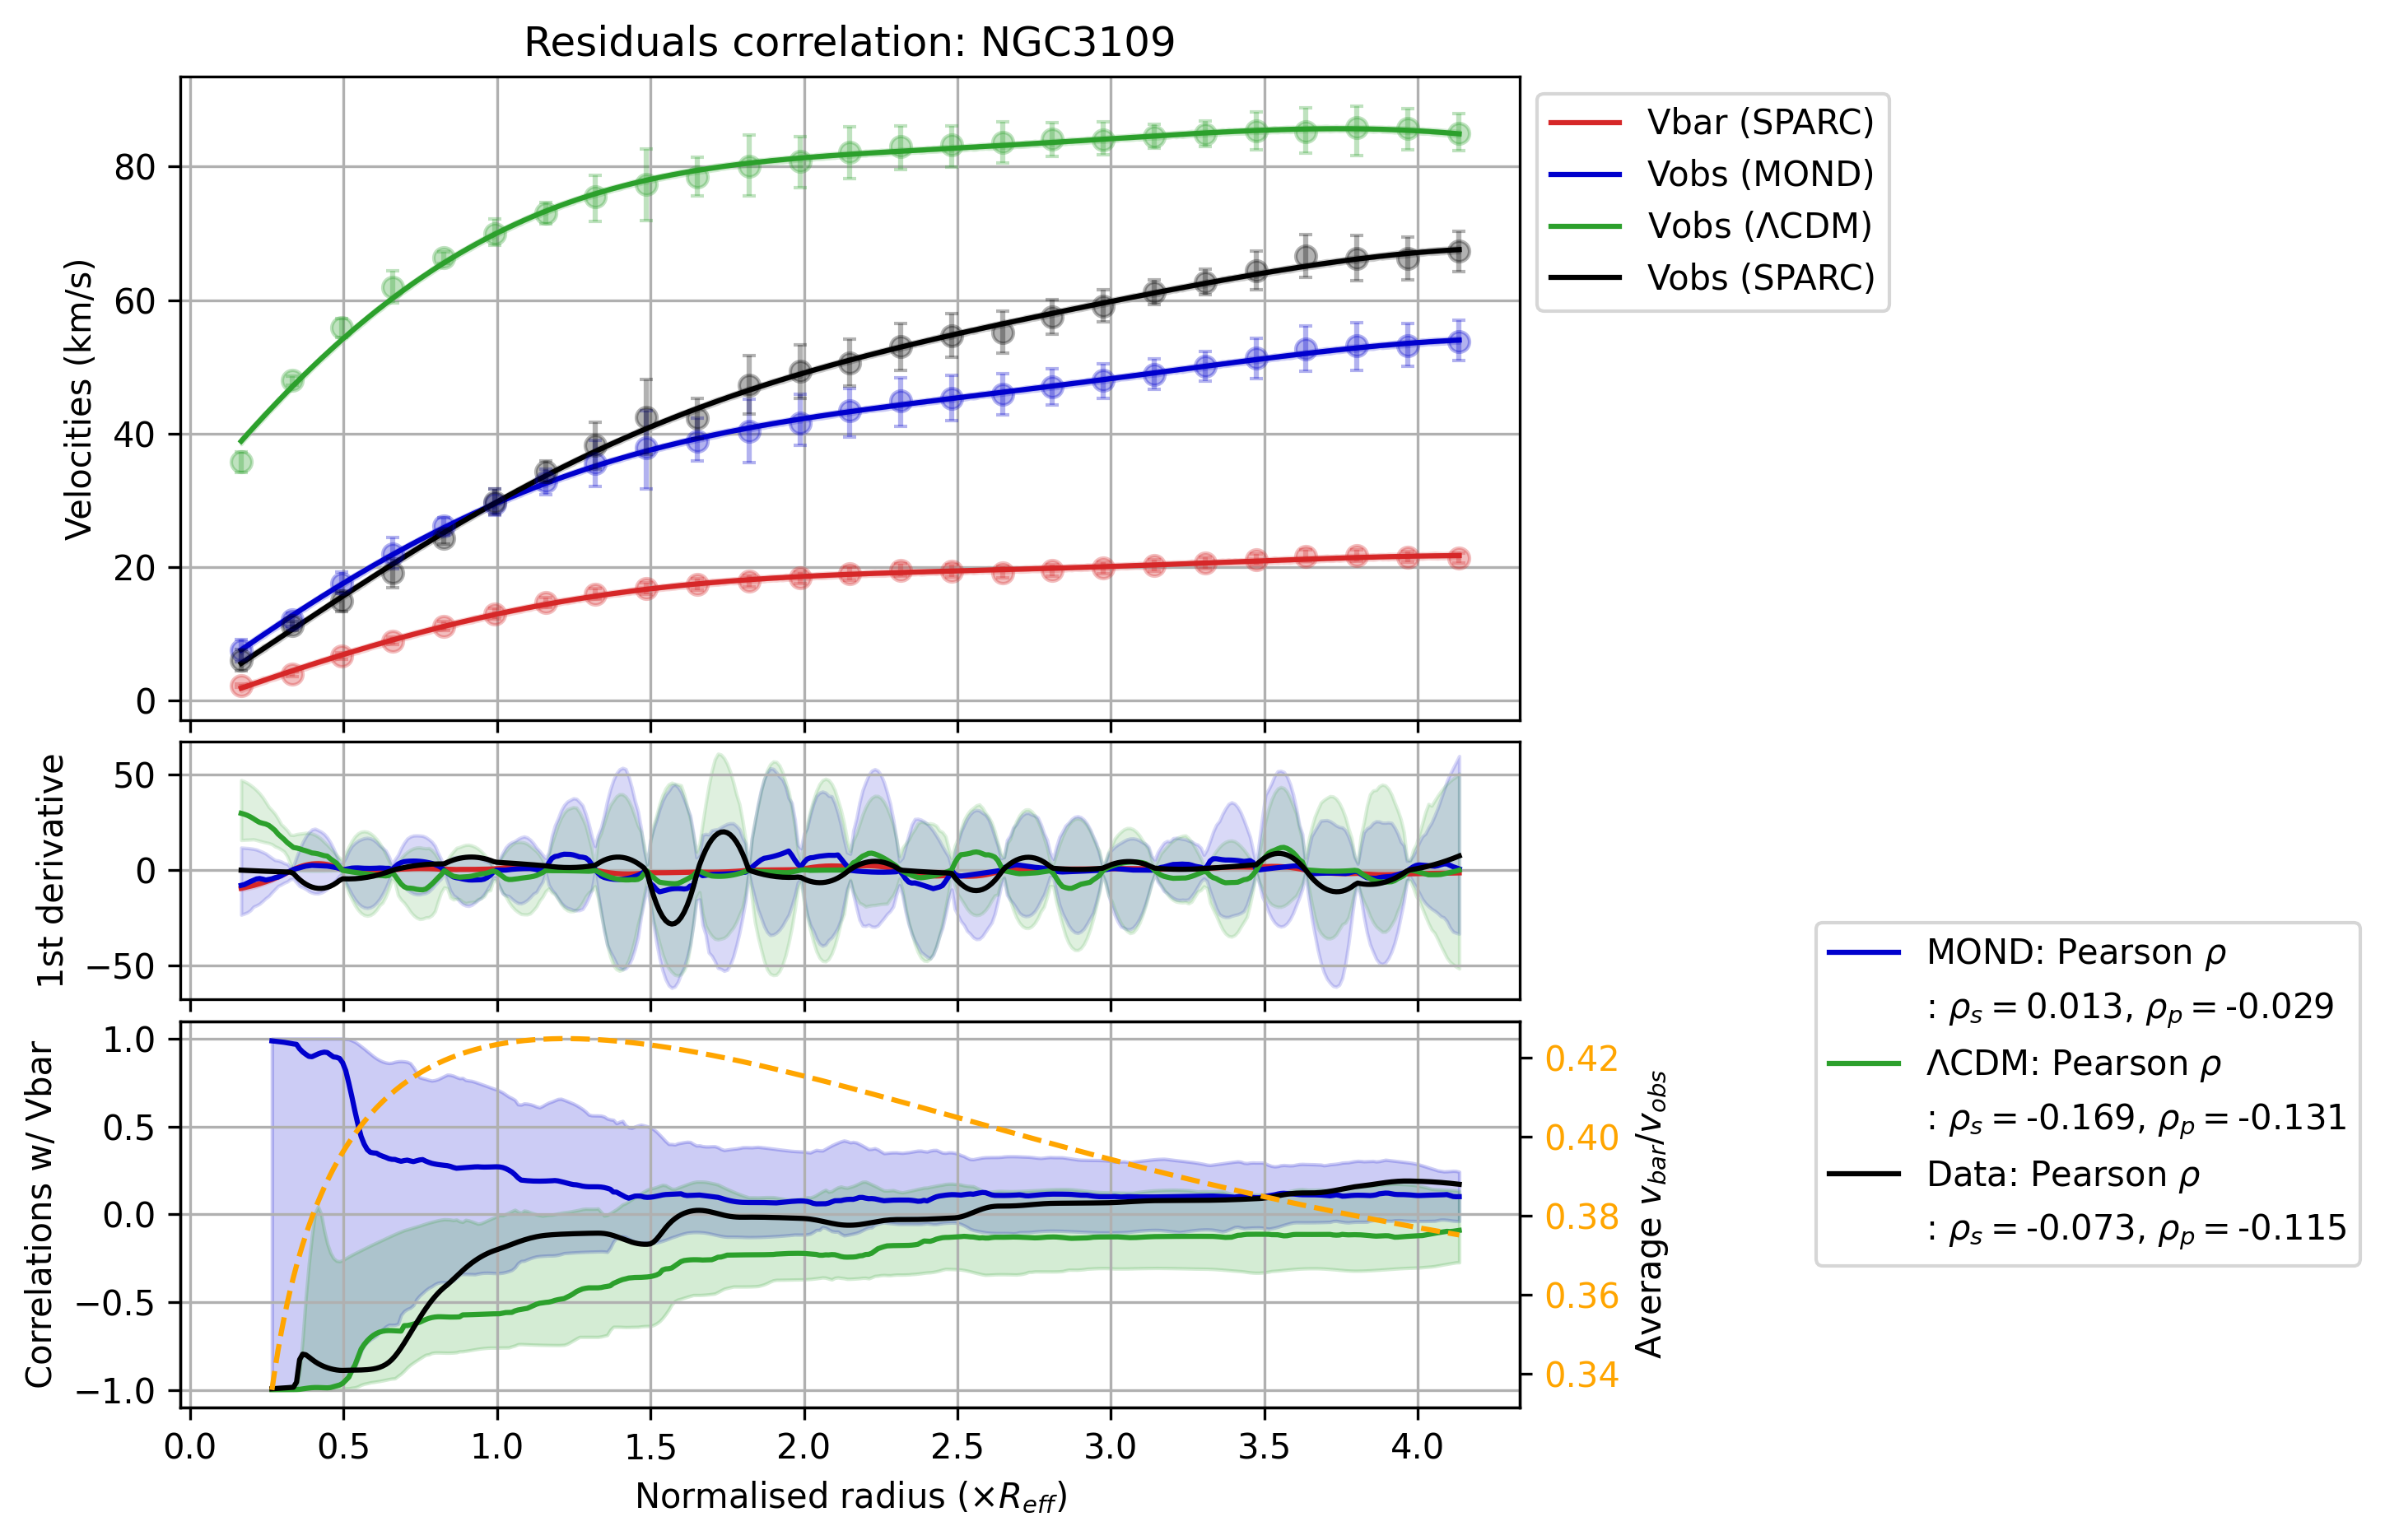 Residuals correlation: NGC3109
Velocities (km/s)
80
60
40
20
0
Vbar (SPARC)
Vobs (MOND)
Vobs (ΛCDM)
Vobs (SPARC)
1st derivative
50
0
−50
Correlations w/ Vbar
1.0
0.5
0.0
−0.5
−1.0
0.42
0.40
0.38
0.36
0.34
Average v_bar/v_obs
MOND: Pearson ρ
: ρ_s = 0.013, ρ_p = -0.029
ΛCDM: Pearson ρ
: ρ_s = -0.169, ρ_p = -0.131
Data: Pearson ρ
: ρ_s = -0.073, ρ_p = -0.115
0.0 0.5 1.0 1.5 2.0 2.5 3.0 3.5 4.0
Normalised radius (×R_eff)